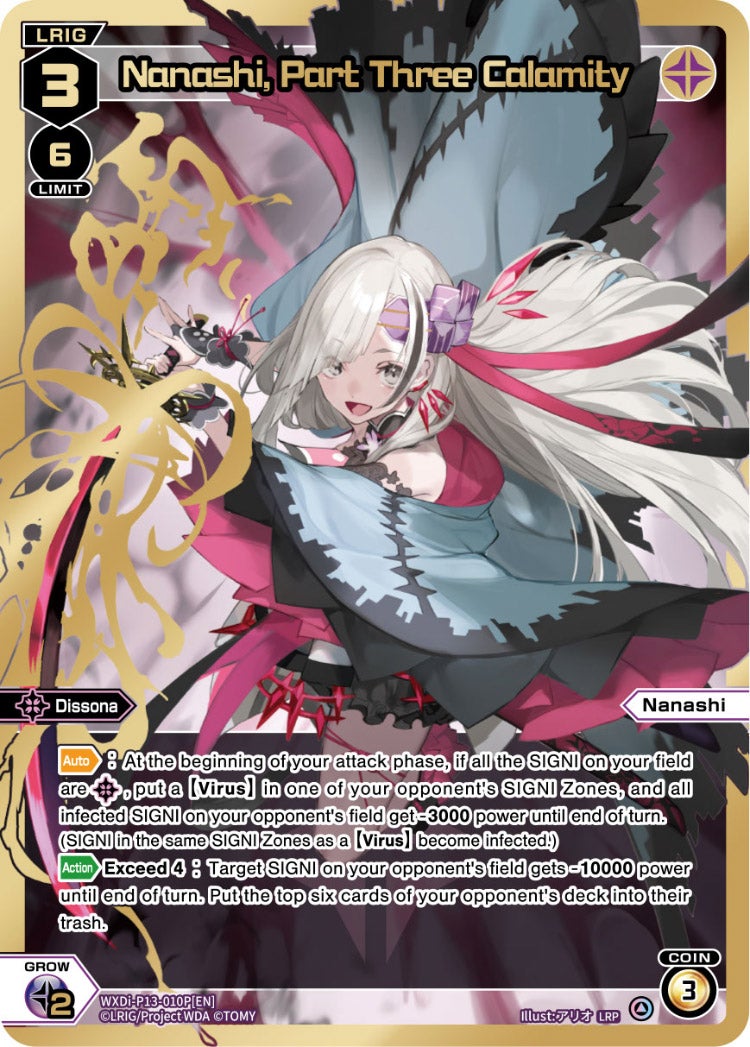 LRIG
3
Nanashi, Part Three Calamity
6
LIMIT
Dissona
Nanashi
Auto : At the beginning of your attack phase, if all the SIGNI on your field
are , put a 【Virus】 in one of your opponent's SIGNI Zones, and all
infected SIGNI on your opponent's field get -3000 power until end of turn.
(SIGNI in the same SIGNI Zones as a 【Virus】 become infected.)
Action Exceed 4 : Target SIGNI on your opponent's field gets -10000 power
until end of turn. Put the top six cards of your opponent's deck into their
trash.
GROW
2
COIN
3
WXDi-P13-010P[EN]
©LRIG/Project WDA ©TOMY
Illust:アリオ LRP